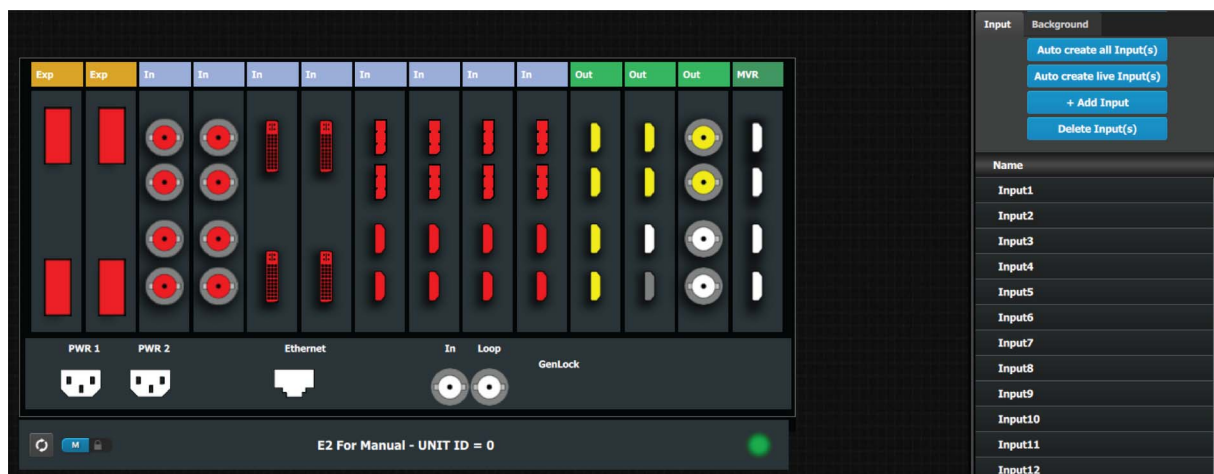 Input Background
Auto create all Input(s)
Auto create live Input(s)
+ Add Input
Delete Input(s)
Exp Exp In In In In In In In In Out Out Out MVR
PWR 1 PWR 2 Ethernet In Loop GenLock
M E2 For Manual - UNIT ID = 0
Name
Input1
Input2
Input3
Input4
Input5
Input6
Input7
Input8
Input9
Input10
Input11
Input12